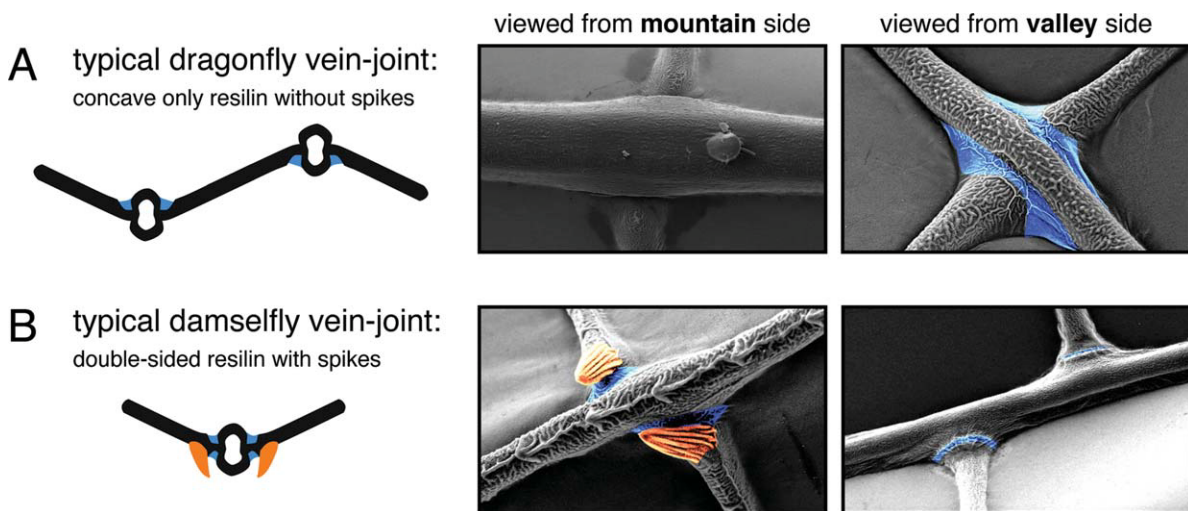 viewed from mountain side
viewed from valley side
A
typical dragonfly vein-joint:
concave only resilin without spikes
B
typical damselfly vein-joint:
double-sided resilin with spikes